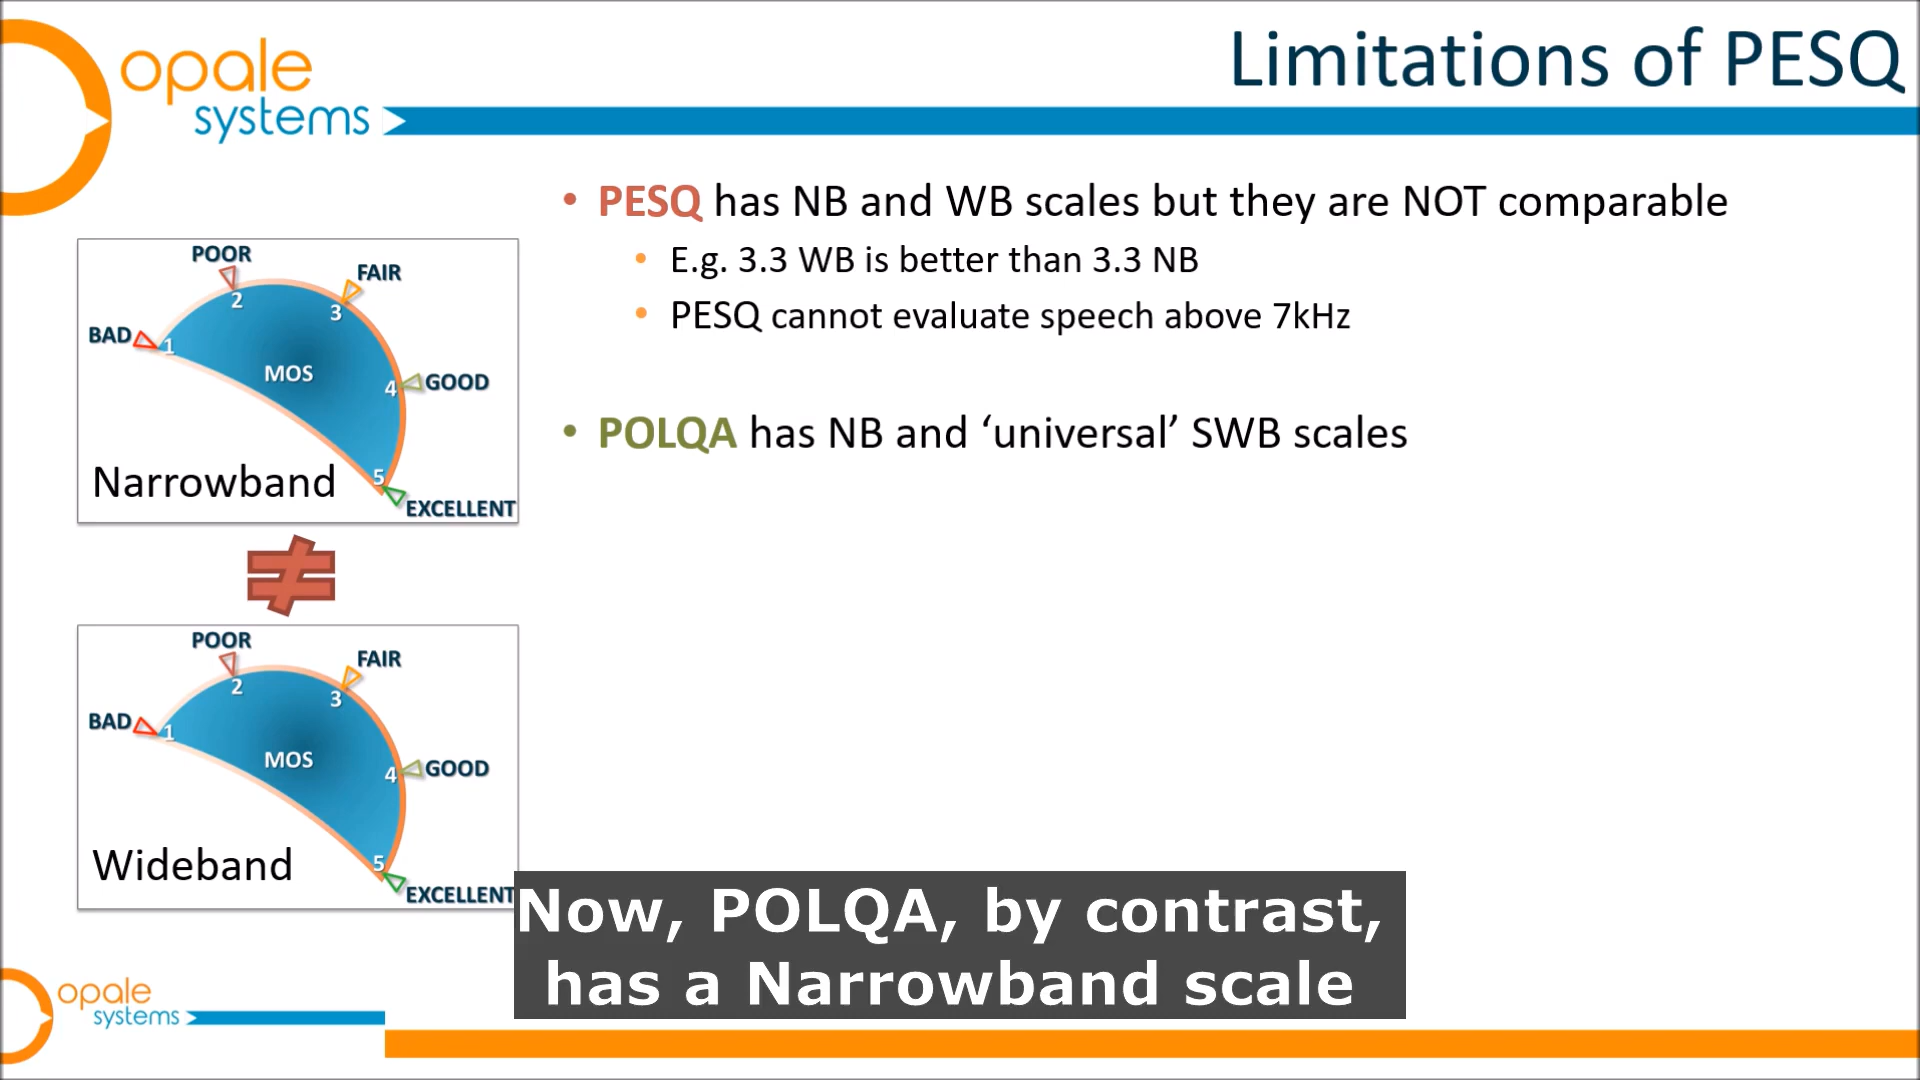 opale
systems
Limitations of PESQ
• PESQ has NB and WB scales but they are NOT comparable
• E.g. 3.3 WB is better than 3.3 NB
• PESQ cannot evaluate speech above 7kHz
• POLQA has NB and ‘universal’ SWB scales
POOR
FAIR
2
3
BAD
1
MOS
4
GOOD
Narrowband
5
EXCELLENT
≠
POOR
FAIR
2
3
BAD
1
MOS
4
GOOD
Wideband
5
EXCELLENT
Now, POLQA, by contrast,
has a Narrowband scale
opale
systems